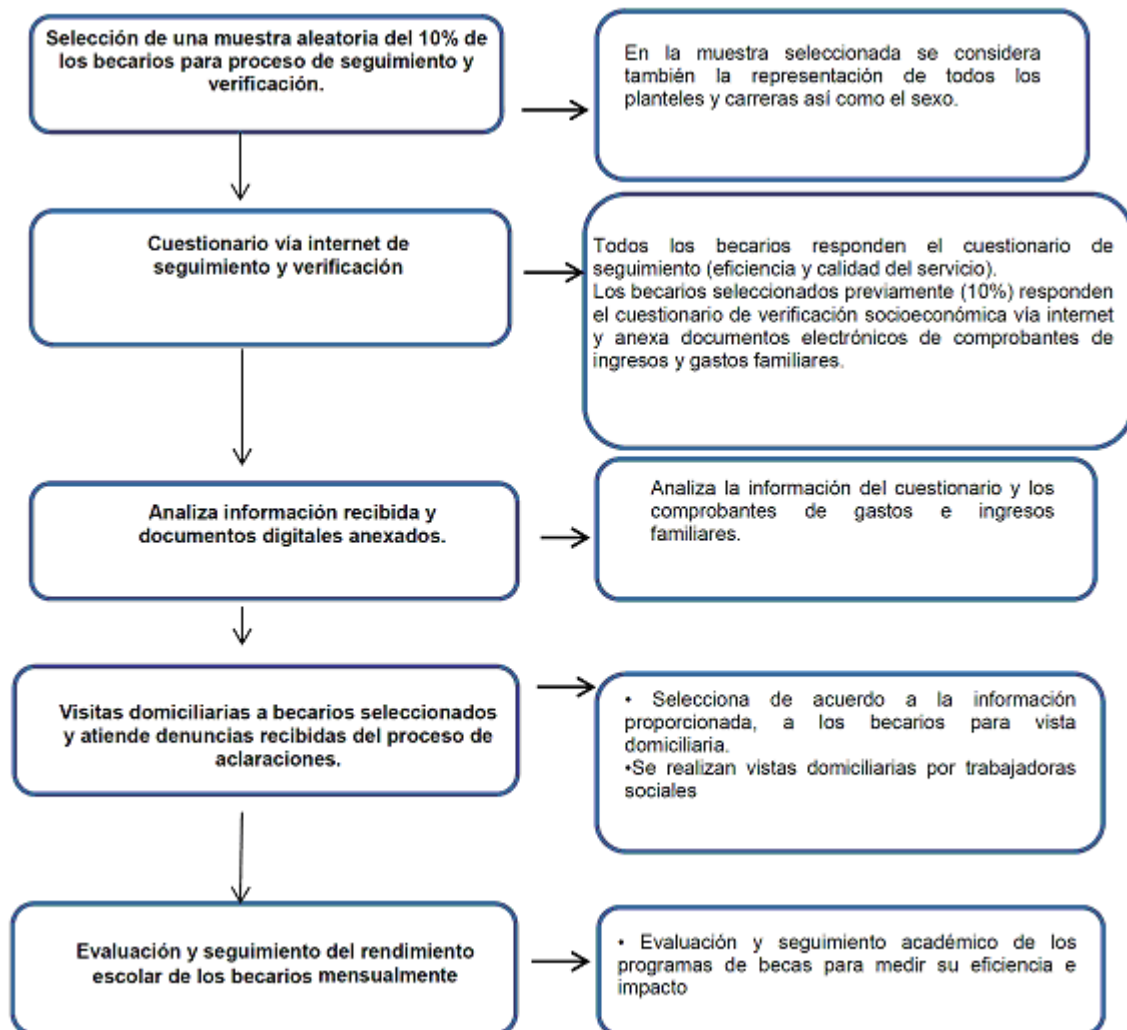 Selección de una muestra aleatoria del 10% de
los becarios para proceso de seguimiento y
verificación.
En la muestra seleccionada se considera
también la representación de todos los
planteles y carreras así como el sexo.
Cuestionario vía internet de
seguimiento y verificación
Todos los becarios responden el cuestionario de
seguimiento (eficiencia y calidad del servicio).
Los becarios seleccionados previamente (10%) responden
el cuestionario de verificación socioeconómica vía internet
y anexa documentos electrónicos de comprobantes de
ingresos y gastos familiares.
Analiza información recibida y
documentos digitales anexados.
Analiza la información del cuestionario y los
comprobantes de gastos e ingresos
familiares.
Visitas domiciliarias a becarios seleccionados
y atiende denuncias recibidas del proceso de
aclaraciones.
• Selecciona de acuerdo a la información
proporcionada, a los becarios para vista
domiciliaria.
•Se realizan vistas domiciliarias por trabajadoras
sociales
Evaluación y seguimiento del rendimiento
escolar de los becarios mensualmente
• Evaluación y seguimiento académico de los
programas de becas para medir su eficiencia e
impacto